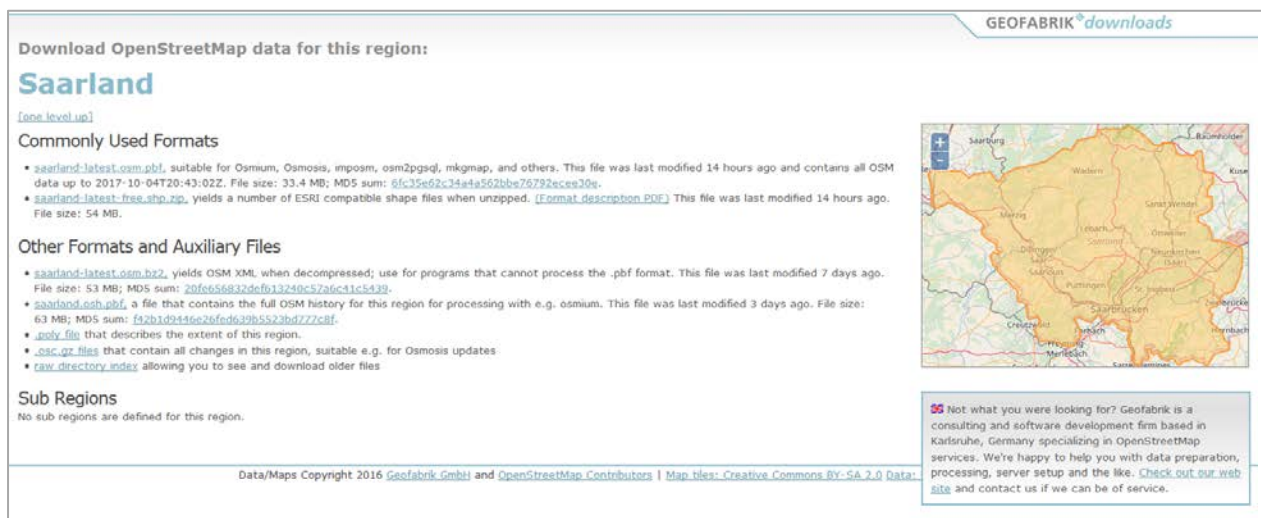 GEOFABRIK downloads
Download OpenStreetMap data for this region:
Saarland
[one level up]
Commonly Used Formats
• saarland-latest.osm.pbf, suitable for Osmium, Osmosis, imposm, osm2pgsql, mkgmap, and others. This file was last modified 14 hours ago and contains all OSM
data up to 2017-10-04T20:43:02Z. File size: 33.4 MB; MD5 sum: 6fc35e62c34a4a562bbe76792ecee30e.
• saarland-latest-free.shp.zip, yields a number of ESRI compatible shape files when unzipped. (Format description PDF) This file was last modified 14 hours ago.
File size: 54 MB.
Other Formats and Auxiliary Files
• saarland-latest.osm.bz2, yields OSM XML when decompressed; use for programs that cannot process the .pbf format. This file was last modified 7 days ago.
File size: 53 MB; MD5 sum: 20fe656832def613240c57a6c41c5439.
• saarland.osh.pbf, a file that contains the full OSM history for this region for processing with e.g. osmium. This file was last modified 3 days ago. File size:
63 MB; MD5 sum: f42b1d9446e26fed639b5523bd777c8f.
• .poly file that describes the extent of this region.
• .osc.gz files that contain all changes in this region, suitable e.g. for Osmosis updates
• raw directory index allowing you to see and download older files
Sub Regions
No sub regions are defined for this region.
+
-
Saarburg
Baumholder
Kuse
Wadern
Sankt Wendel
Merzig
Lebach
Ottweiler
Saarland
Dillingen
Neunkirchen
(Saar)
Saarlouis
Püttlingen
St. Ingbert
Zweibrücke
Saarbrücken
Creutzwald
Forbach
Hornbach
Freyming
Merlebach
Sarreguemines
Not what you were looking for? Geofabrik is a
consulting and software development firm based in
Karlsruhe, Germany specializing in OpenStreetMap
services. We're happy to help you with data preparation,
processing, server setup and the like. Check out our web
site and contact us if we can be of service.
Data/Maps Copyright 2016 Geofabrik GmbH and OpenStreetMap Contributors | Map tiles: Creative Commons BY-SA 2.0 Data: